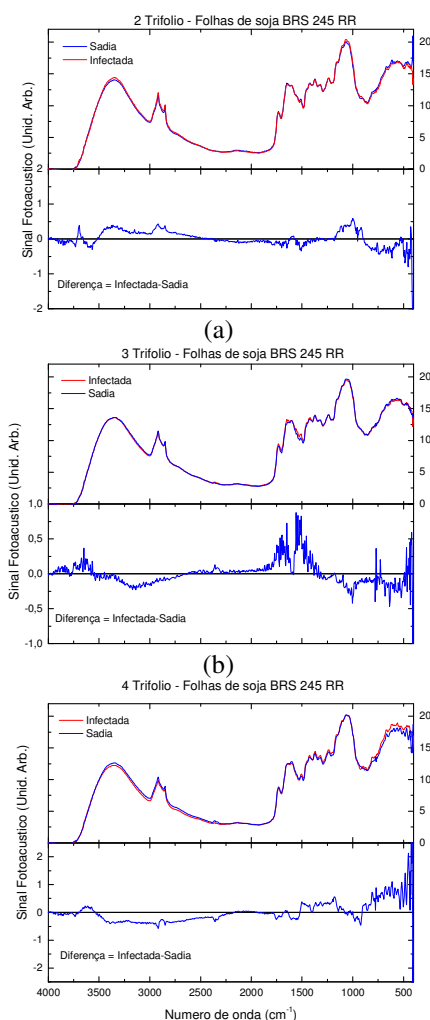 2 Trifolio - Folhas de soja BRS 245 RR
Sadia
Infectada
20
15
10
5
0
Sinal Fotoacustico (Unid. Arb.)
2
1
0
-1
-2
Diferença = Infectada-Sadia
(a)
3 Trifolio - Folhas de soja BRS 245 RR
Infectada
Sadia
20
15
10
5
0
Sinal Fotoacustico (Unid. Arb.)
1,0
0,5
0,0
-0,5
-1,0
Diferença = Infectada-Sadia
(b)
4 Trifolio - Folhas de soja BRS 245 RR
Infectada
Sadia
20
15
10
5
0
Sinal Fotoacustico (Unid. Arb.)
2
1
0
-1
-2
Diferença = Infectada-Sadia
4000 3500 3000 2500 2000 1500 1000 500
Numero de onda (cm⁻¹)